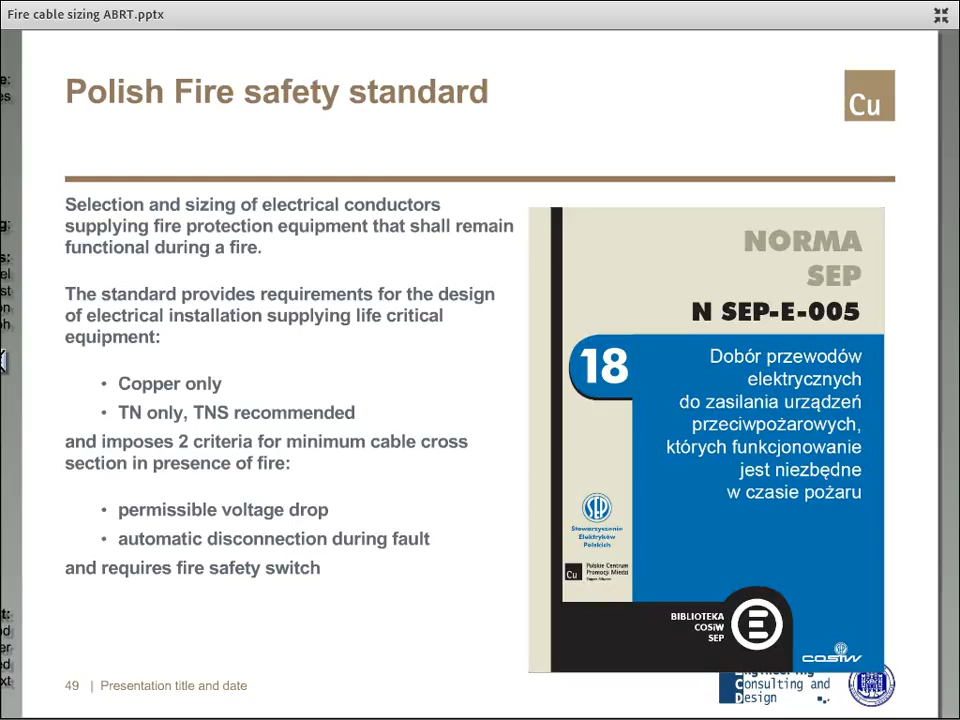 Fire cable sizing ABRT.pptx
Polish Fire safety standard
Cu
Selection and sizing of electrical conductors
supplying fire protection equipment that shall remain
functional during a fire.
The standard provides requirements for the design
of electrical installation supplying life critical
equipment:
• Copper only
• TN only, TNS recommended
and imposes 2 criteria for minimum cable cross
section in presence of fire:
• permissible voltage drop
• automatic disconnection during fault
and requires fire safety switch
NORMA
SEP
N SEP-E-005
18
Dobór przewodów
elektrycznych
do zasilania urządzeń
przeciwpożarowych,
których funkcjonowanie
jest niezbędne
w czasie pożaru
SEP
Stowarzyszenie
Elektryków
Polskich
Cu
Polskie Centrum
Promocji Miedzi
BIBLIOTEKA
COSiW
SEP
COSIW
Engineering
Consulting and
Design
49 | Presentation title and date